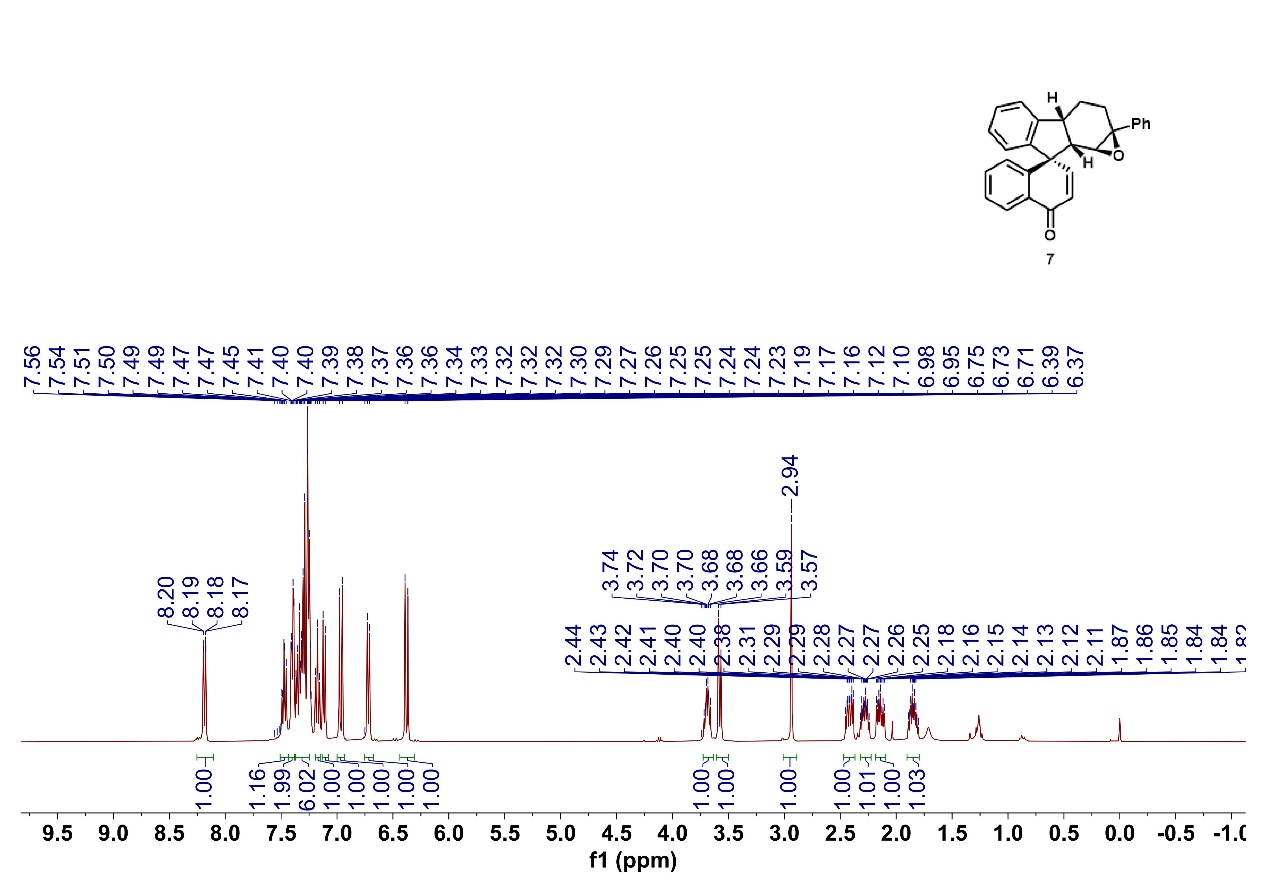 H
Ph
O
H
O
7
7.56 7.54 7.51 7.50 7.49 7.49 7.47 7.47 7.45 7.41 7.40 7.40 7.39 7.38 7.37 7.36 7.36 7.34 7.33 7.32 7.32 7.32 7.30 7.29 7.27 7.26 7.25 7.25 7.24 7.24 7.23 7.19 7.17 7.16 7.12 7.10 6.98 6.95 6.75 6.73 6.71 6.39 6.37
2.94
3.74 3.72 3.70 3.70 3.68 3.68 3.66 3.59 3.57
8.20 8.19 8.18 8.17
2.44 2.43 2.42 2.41 2.40 2.40 2.38 2.31 2.29 2.29 2.28 2.27 2.27 2.26 2.25 2.18 2.16 2.15 2.14 2.13 2.12 2.11 1.87 1.86 1.85 1.84 1.84 1.82
1.00 1.16 1.99 6.02 1.00 1.00 1.00 1.00 1.00 1.00 1.00 1.00 1.00 1.01 1.00 1.03
9.5 9.0 8.5 8.0 7.5 7.0 6.5 6.0 5.5 5.0 4.5 4.0 3.5 3.0 2.5 2.0 1.5 1.0 0.5 0.0 -0.5 -1.0
f1 (ppm)